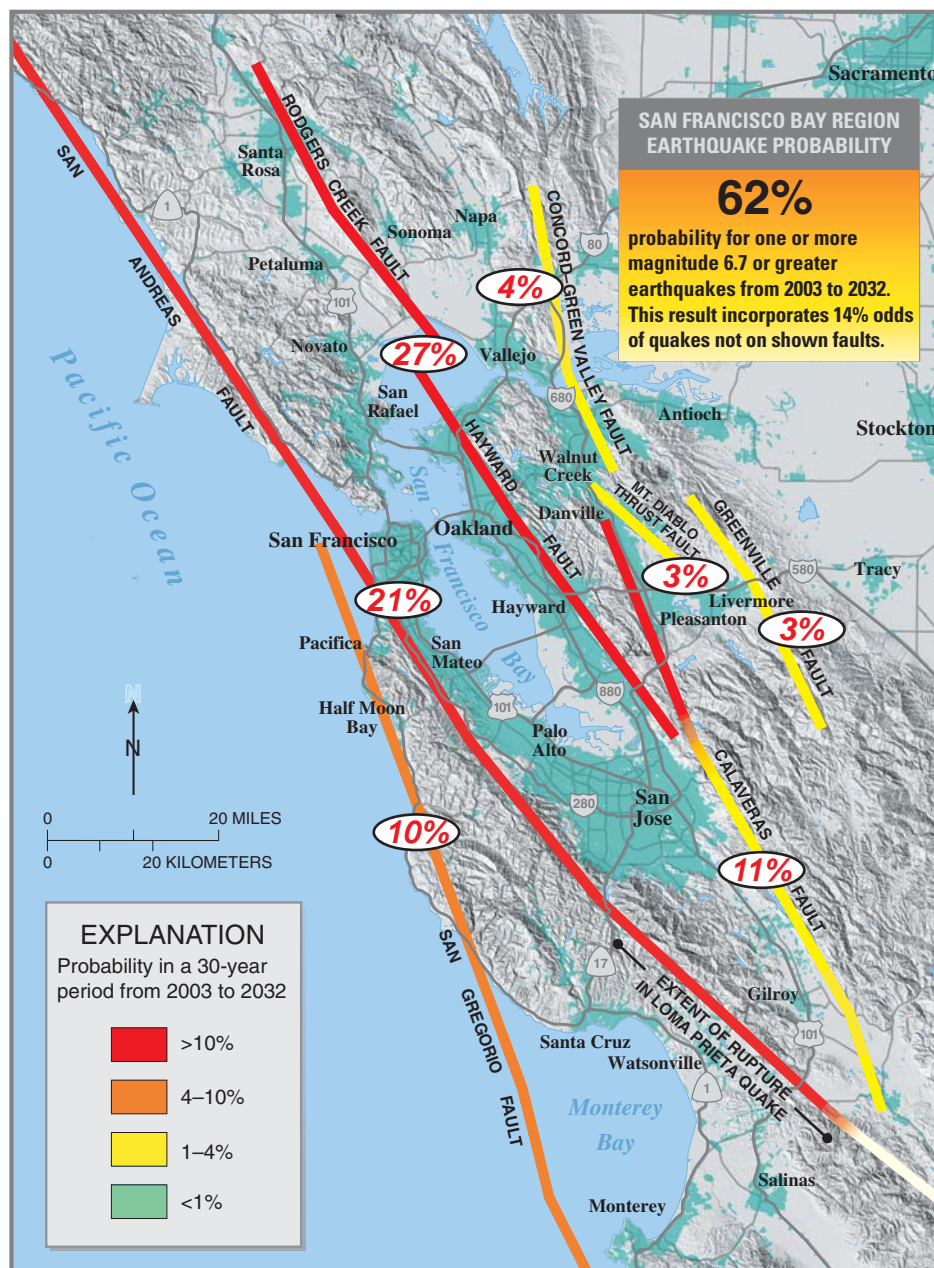 Sacramento
SAN FRANCISCO BAY REGION
EARTHQUAKE PROBABILITY
62%
probability for one or more
magnitude 6.7 or greater
earthquakes from 2003 to 2032.
This result incorporates 14% odds
of quakes not on shown faults.
SAN ANDREAS FAULT
RODGERS CREEK FAULT
CONCORD–GREEN VALLEY FAULT
Santa
Rosa
1
Napa
Sonoma
80
Petaluma
4%
101
Novato
27%
Vallejo
San
Rafael
680
Antioch
Stockton
Pacific Ocean
HAYWARD FAULT
Walnut
Creek
MT. DIABLO
THRUST FAULT
GREENVILLE FAULT
San Francisco Bay
Danville
Oakland
San Francisco
580
Tracy
3%
21%
Hayward
Livermore
Pleasanton
3%
Pacifica
San
Mateo
880
N
N
Half Moon
Bay
101
Palo
Alto
CALAVERAS FAULT
280
San
Jose
0 20 MILES
0 20 KILOMETERS
10%
11%
SAN GREGORIO FAULT
17
EXTENT OF RUPTURE
IN LOMA PRIETA QUAKE
Gilroy
101
Santa Cruz
Watsonville
1
Monterey
Bay
Salinas
Monterey
EXPLANATION
Probability in a 30-year
period from 2003 to 2032
>10%
4–10%
1–4%
<1%